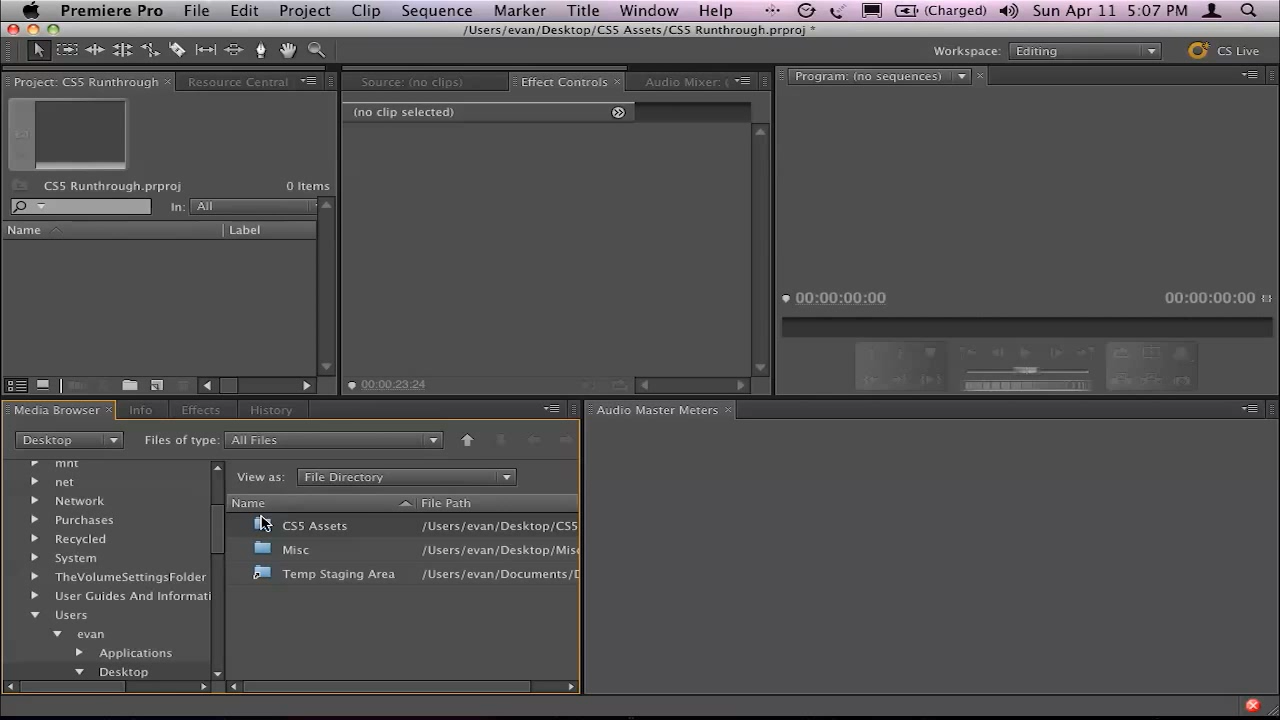 Premiere Pro File Edit Project Clip Sequence Marker Title Window Help (Charged) Sun Apr 11 5:07 PM
/Users/evan/Desktop/CS5 Assets/CS5 Runthrough.prproj *
Workspace: Editing CS Live
Project: CS5 Runthrough × Resource Central
Source: (no clips) Effect Controls × Audio Mixer: (
Program: (no sequences) ×
(no clip selected)
CS5 Runthrough.prproj 0 Items
In: All
Name Label
00:00:00:00 00:00:00:00
00:00:23:24
Media Browser × Info Effects History
Audio Master Meters ×
Desktop Files of type: All Files
View as: File Directory
mnt
net
Network
Purchases
Recycled
System
TheVolumeSettingsFolder
User Guides And Informati
Users
evan
Applications
Desktop
Name File Path
CS5 Assets /Users/evan/Desktop/CS5
Misc /Users/evan/Desktop/Misc
Temp Staging Area /Users/evan/Documents/D